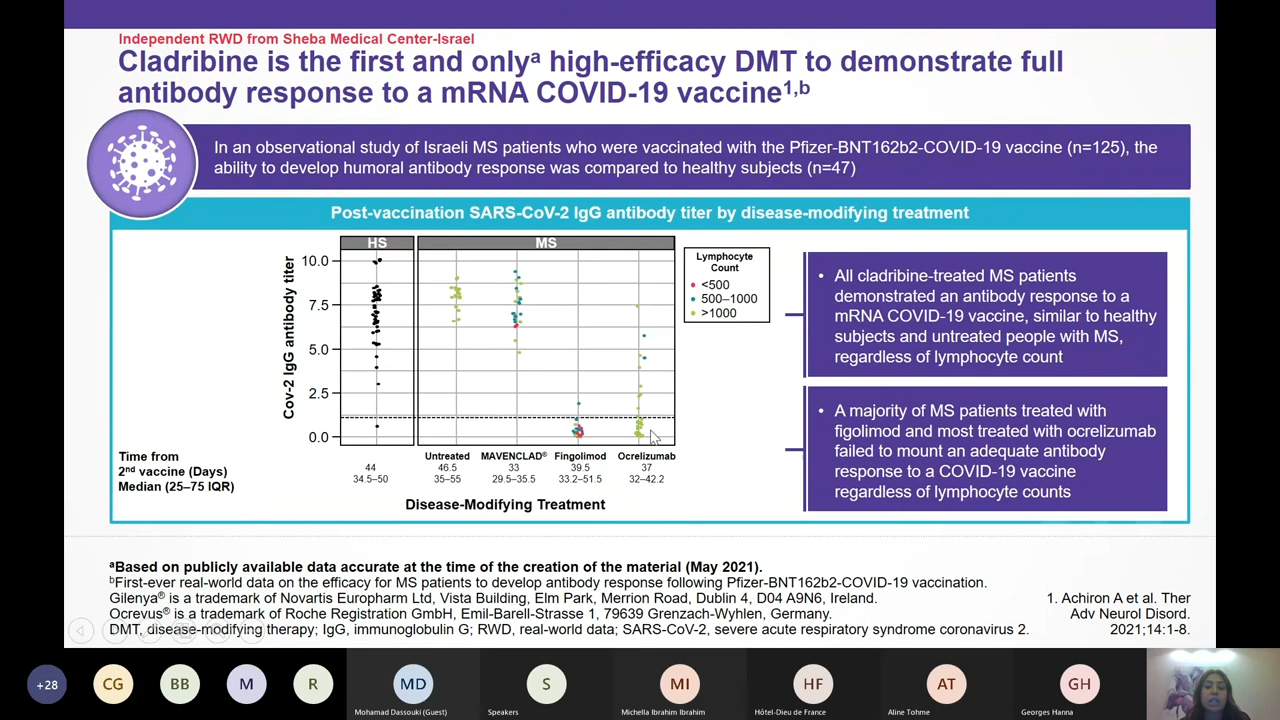 Independent RWD from Sheba Medical Center-Israel
Cladribine is the first and onlyᵃ high-efficacy DMT to demonstrate full
antibody response to a mRNA COVID-19 vaccine¹,ᵇ
In an observational study of Israeli MS patients who were vaccinated with the Pfizer-BNT162b2-COVID-19 vaccine (n=125), the
ability to develop humoral antibody response was compared to healthy subjects (n=47)
Post-vaccination SARS-CoV-2 IgG antibody titer by disease-modifying treatment
HS
MS
Cov-2 IgG antibody titer
10.0
7.5
5.0
2.5
0.0
Lymphocyte
Count
<500
500–1000
>1000
Time from
2nd vaccine (Days)
Median (25–75 IQR)
44
34.5–50
Untreated
46.5
35–55
MAVENCLAD®
33
29.5–35.5
Fingolimod
39.5
33.2–51.5
Ocrelizumab
37
32–42.2
Disease-Modifying Treatment
• All cladribine-treated MS patients
demonstrated an antibody response to a
mRNA COVID-19 vaccine, similar to healthy
subjects and untreated people with MS,
regardless of lymphocyte count
• A majority of MS patients treated with
figolimod and most treated with ocrelizumab
failed to mount an adequate antibody
response to a COVID-19 vaccine
regardless of lymphocyte counts
ᵃBased on publicly available data accurate at the time of the creation of the material (May 2021).
ᵇFirst-ever real-world data on the efficacy for MS patients to develop antibody response following Pfizer-BNT162b2-COVID-19 vaccination.
Gilenya® is a trademark of Novartis Europharm Ltd, Vista Building, Elm Park, Merrion Road, Dublin 4, D04 A9N6, Ireland.
Ocrevus® is a trademark of Roche Registration GmbH, Emil-Barell-Strasse 1, 79639 Grenzach-Wyhlen, Germany.
DMT, disease-modifying therapy; IgG, immunoglobulin G; RWD, real-world data; SARS-CoV-2, severe acute respiratory syndrome coronavirus 2.
1. Achiron A et al. Ther
Adv Neurol Disord.
2021;14:1-8.
+28
CG
BB
M
R
MD
Mohamad Dassouki (Guest)
S
Speakers
MI
Michella Ibrahim Ibrahim
HF
Hôtel-Dieu de France
AT
Aline Tohme
GH
Georges Hanna